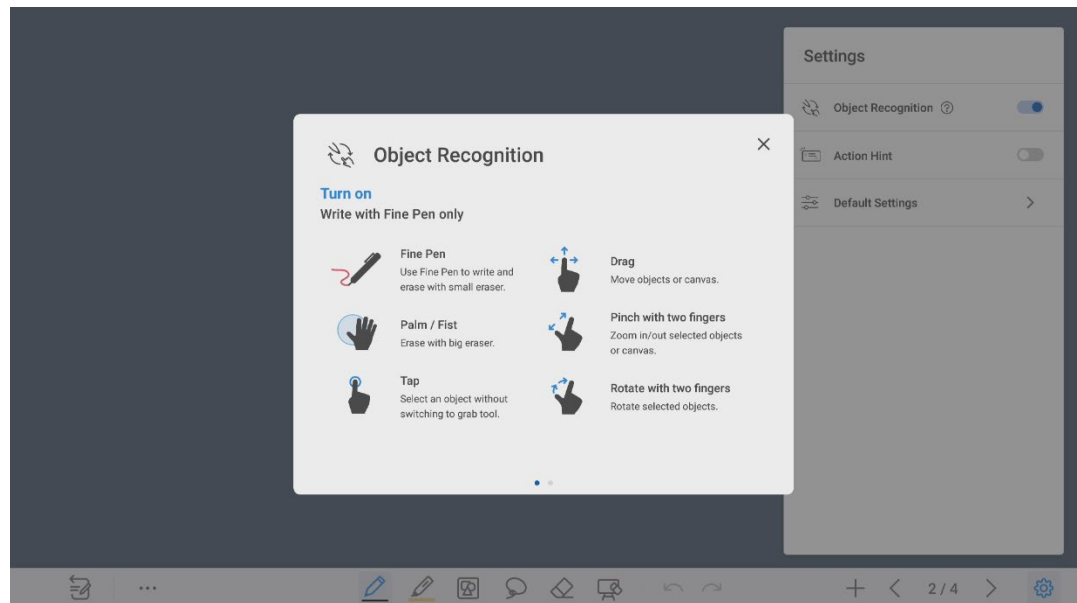 Settings
Object Recognition ?
Action Hint
Default Settings
Object Recognition
Turn on
Write with Fine Pen only
Fine Pen
Use Fine Pen to write and
erase with small eraser.
Palm / Fist
Erase with big eraser.
Tap
Select an object without
switching to grab tool.
Drag
Move objects or canvas.
Pinch with two fingers
Zoom in/out selected objects
or canvas.
Rotate with two fingers
Rotate selected objects.
2 / 4